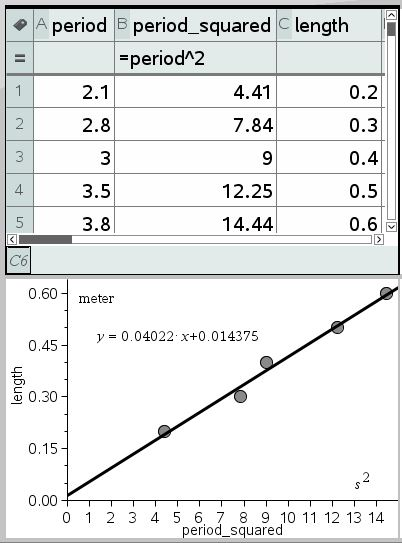 A period B period_squared C length
= =period^2
1 2.1 4.41 0.2
2 2.8 7.84 0.3
3 3 9 0.4
4 3.5 12.25 0.5
5 3.8 14.44 0.6
C6
0.60 meter
y = 0.04022·x+0.014375
0.45
length
0.30
0.15
s2
0.00
0 1 2 3 4 5 6 7 8 9 10 11 12 13 14
period_squared